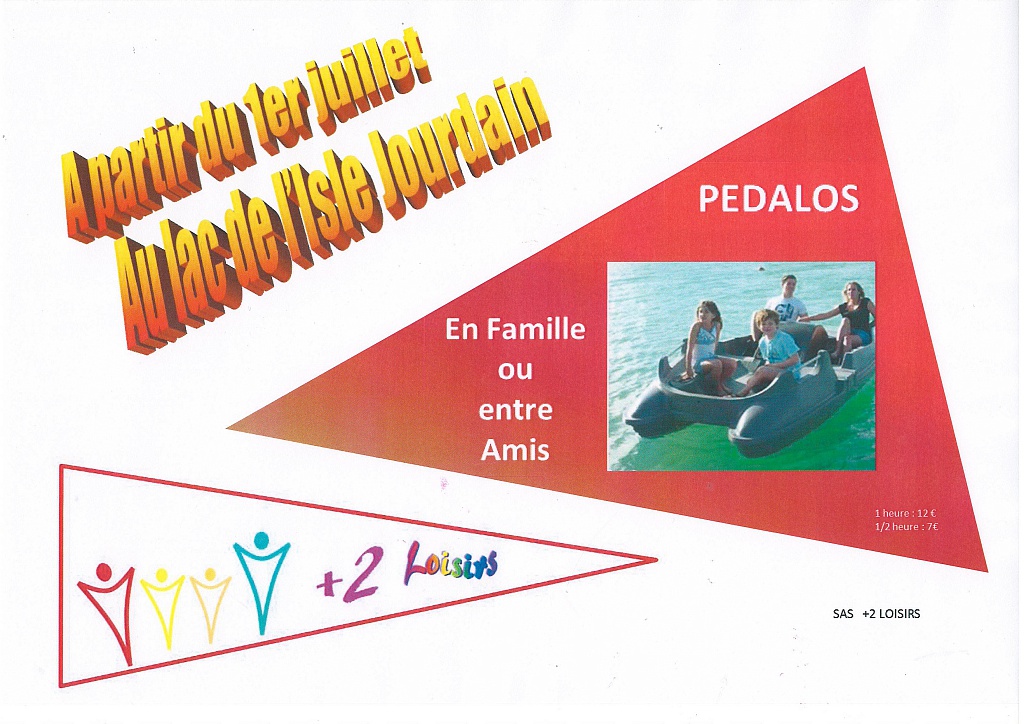 A partir du 1er juillet
Au lac de l'Isle Jourdain
PEDALOS
En Famille
ou
entre
Amis
1 heure : 12 €
1/2 heure : 7€
+2 Loisirs
SAS +2 LOISIRS